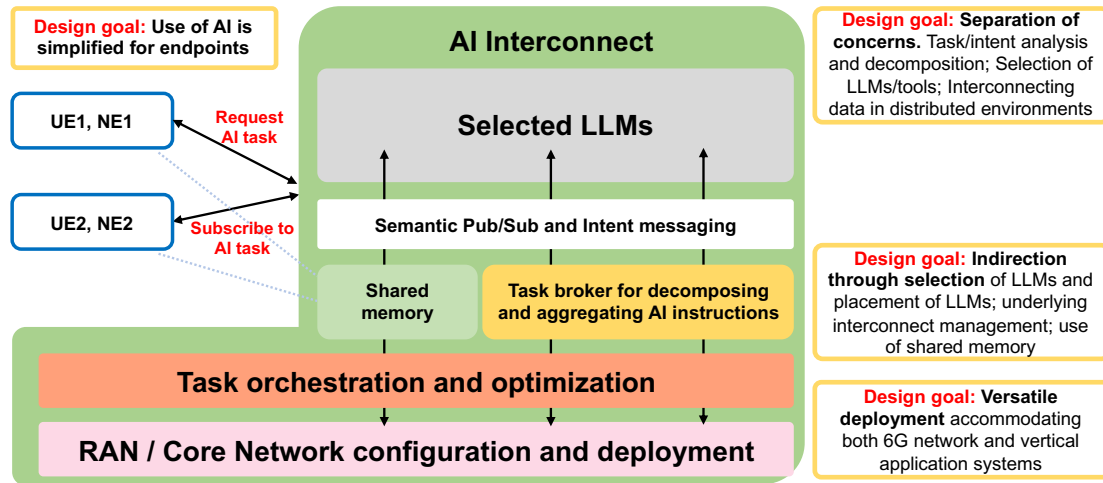 Design goal: Use of AI is
simplified for endpoints
UE1, NE1
UE2, NE2
Request
AI task
Subscribe to
AI task
AI Interconnect
Selected LLMs
Semantic Pub/Sub and Intent messaging
Shared
memory
Task broker for decomposing
and aggregating AI instructions
Task orchestration and optimization
RAN / Core Network configuration and deployment
Design goal: Separation of
concerns. Task/intent analysis
and decomposition; Selection of
LLMs/tools; Interconnecting
data in distributed environments
Design goal: Indirection
through selection of LLMs and
placement of LLMs; underlying
interconnect management; use
of shared memory
Design goal: Versatile
deployment accommodating
both 6G network and vertical
application systems